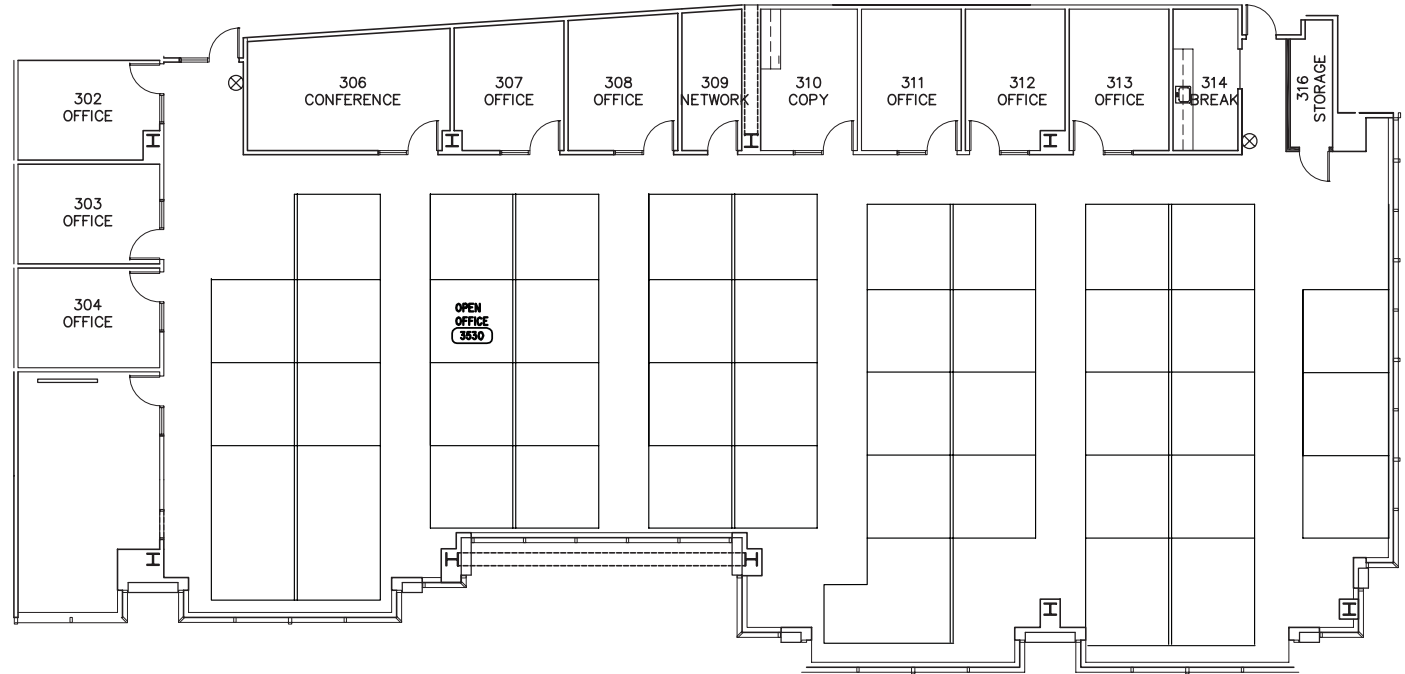 302
OFFICE
303
OFFICE
304
OFFICE
306
CONFERENCE
307
OFFICE
308
OFFICE
309
NETWORK
310
COPY
311
OFFICE
312
OFFICE
313
OFFICE
314
BREAK
316
STORAGE
OPEN
OFFICE
3530